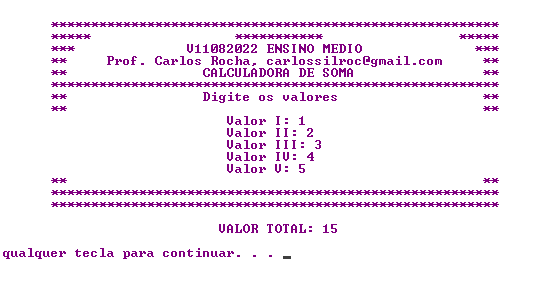 *********************************************************
*****                  ***********                  *****
***              V11082022 ENSINO MEDIO               ***
**     Prof. Carlos Rocha, carlossilroc@gmail.com     **
**                 CALCULADORA DE SOMA                **
*********************************************************
**                 Digite os valores                  **
**                                                     **
Valor I: 1
Valor II: 2
Valor III: 3
Valor IV: 4
Valor V: 5
**                                                     **
*********************************************************
*********************************************************
VALOR TOTAL: 15
qualquer tecla para continuar. . . _